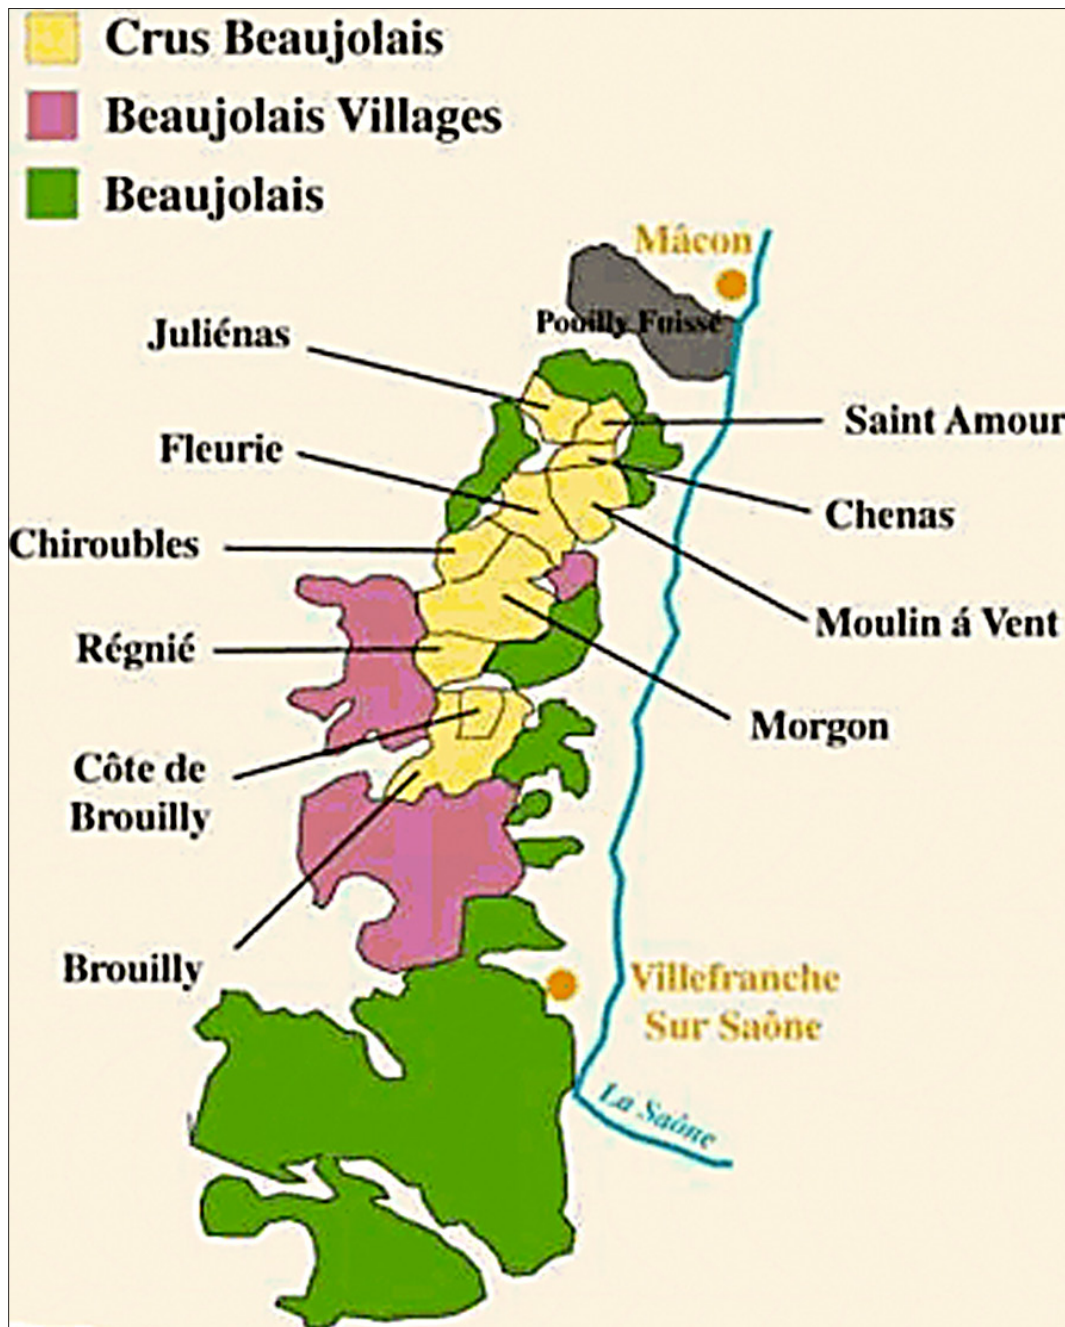 Crus Beaujolais
Beaujolais Villages
Beaujolais
Mâcon
Pouilly Fuissé
Juliénas
Saint Amour
Fleurie
Chenas
Chiroubles
Moulin á Vent
Régnié
Morgon
Côte de
Brouilly
Brouilly
Villefranche
Sur Saône
La Saône